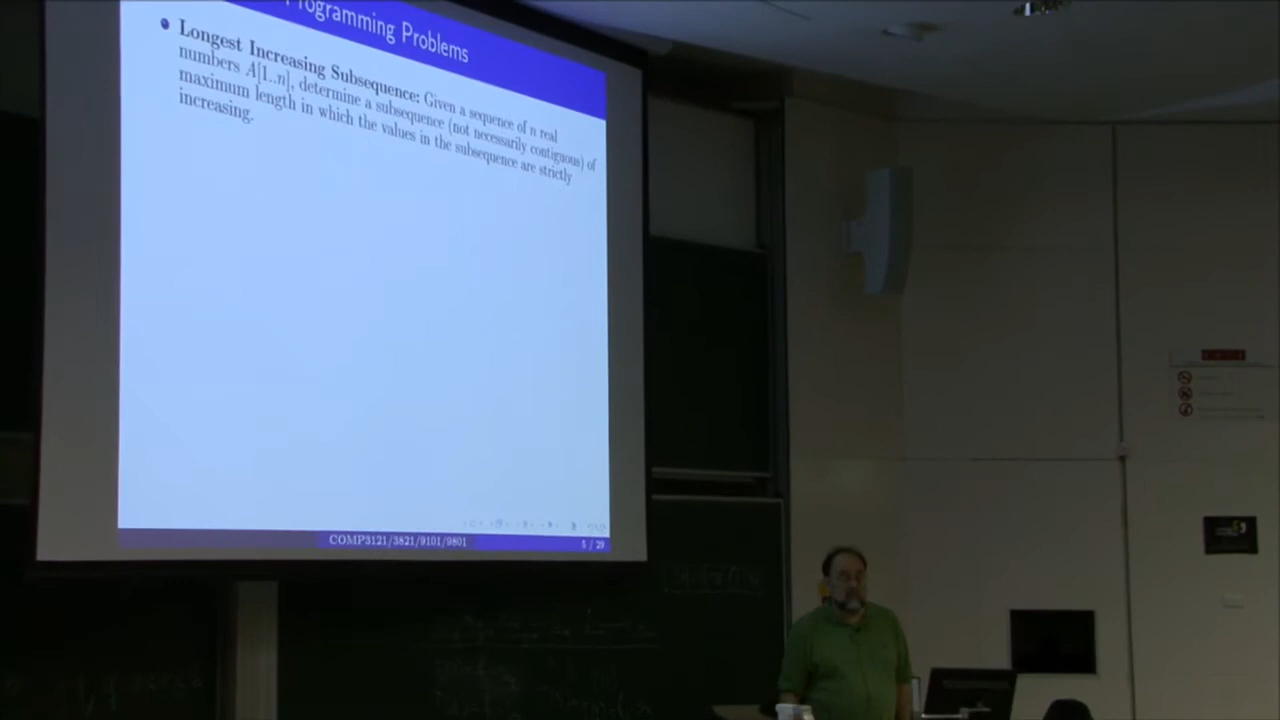 Programming Problems
Longest Increasing Subsequence: Given a sequence of n real
numbers A[1..n], determine a subsequence (not necessarily contiguous) of
maximum length in which the values in the subsequence are strictly
increasing.
COMP3121/3821/9101/9801
5 / 29